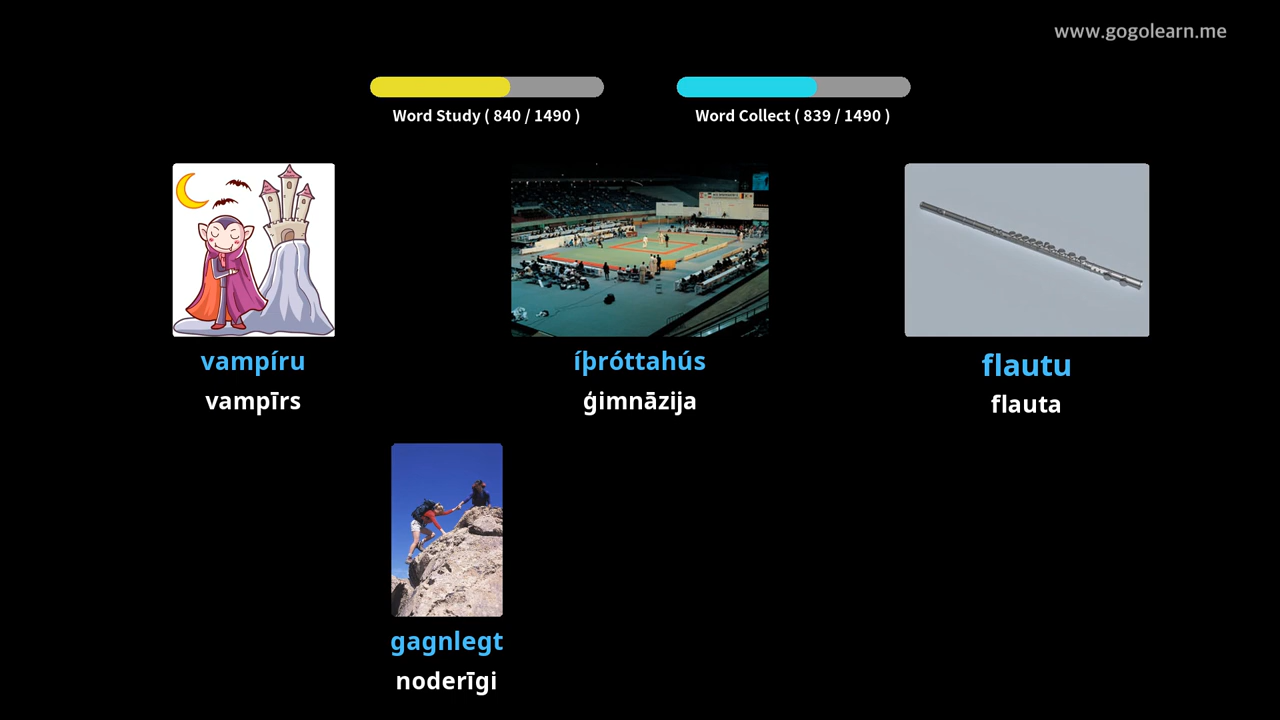 www.gogolearn.me
Word Study ( 840 / 1490 )
Word Collect ( 839 / 1490 )
vampíru
vampīrs
íþróttahús
ģimnāzija
flautu
flauta
gagnlegt
noderīgi